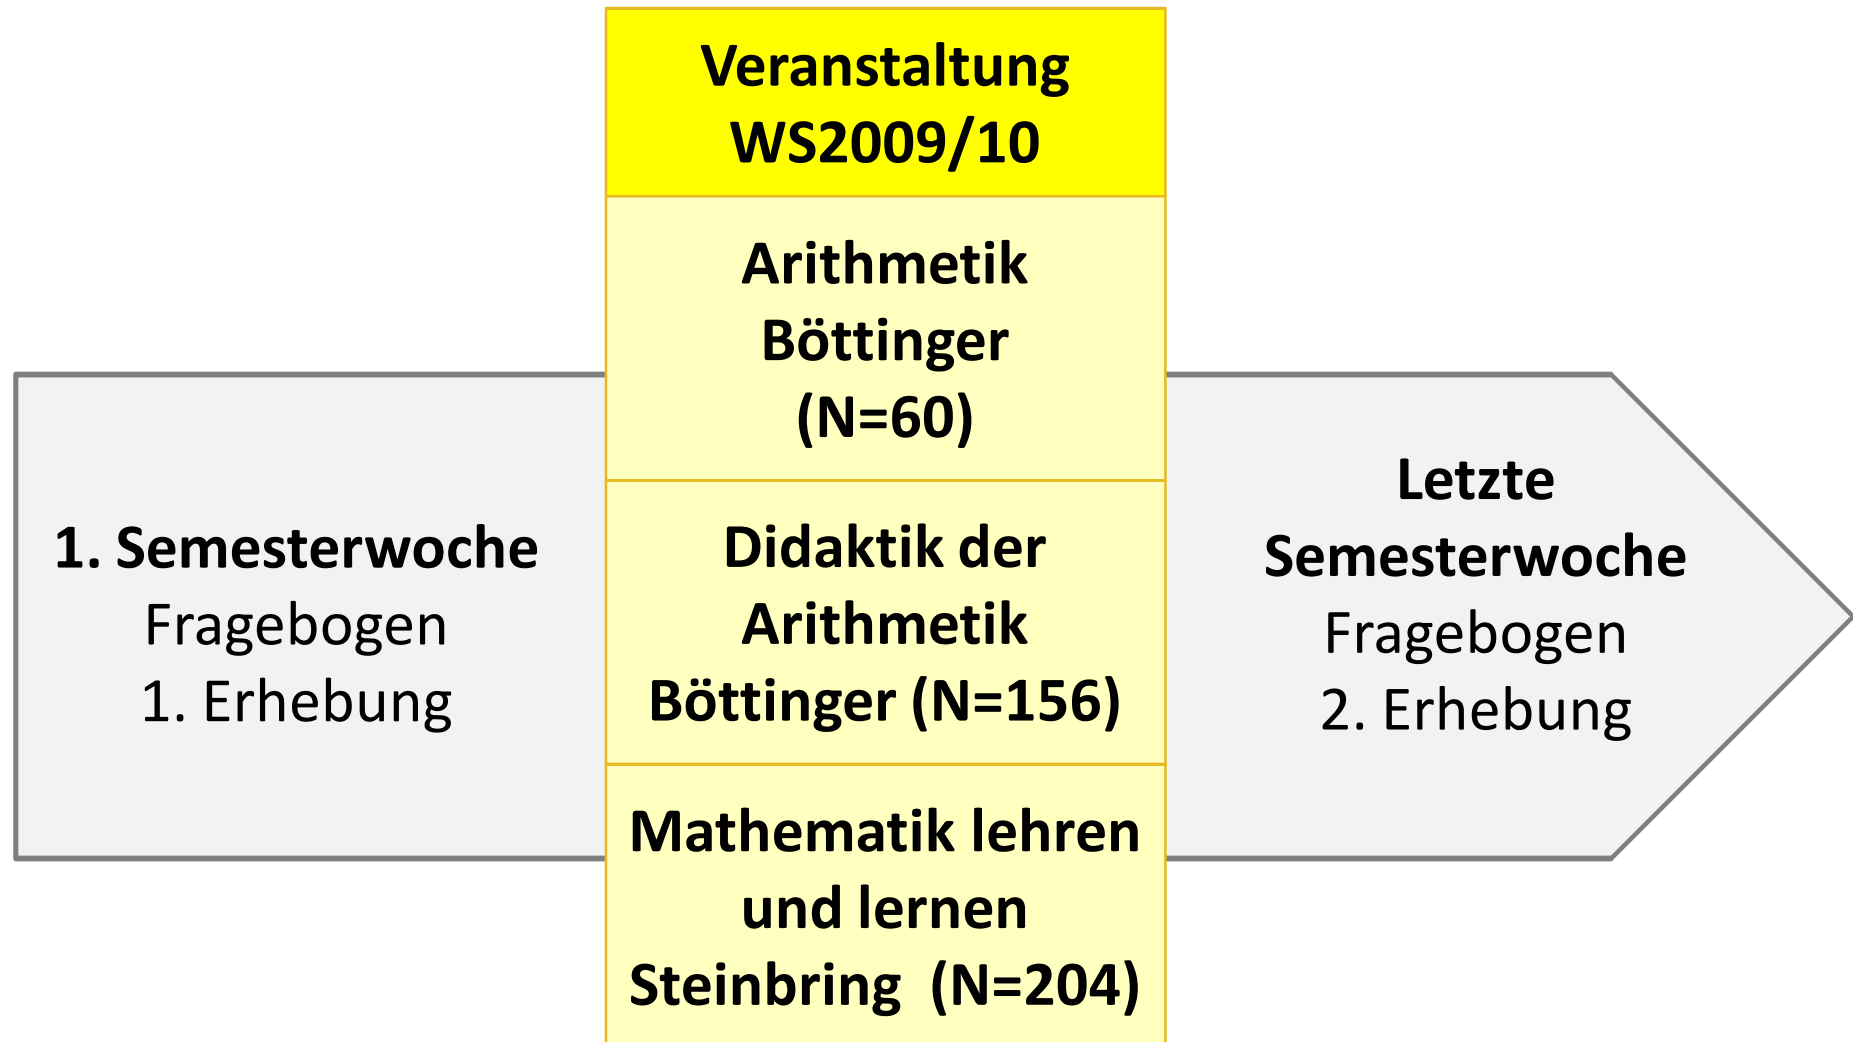 Veranstaltung
WS2009/10
Arithmetik
Böttinger
(N=60)
1. Semesterwoche
Fragebogen
1. Erhebung
Didaktik der
Arithmetik
Böttinger (N=156)
Mathematik lehren
und lernen
Steinbring  (N=204)
Letzte
Semesterwoche
Fragebogen
2. Erhebung